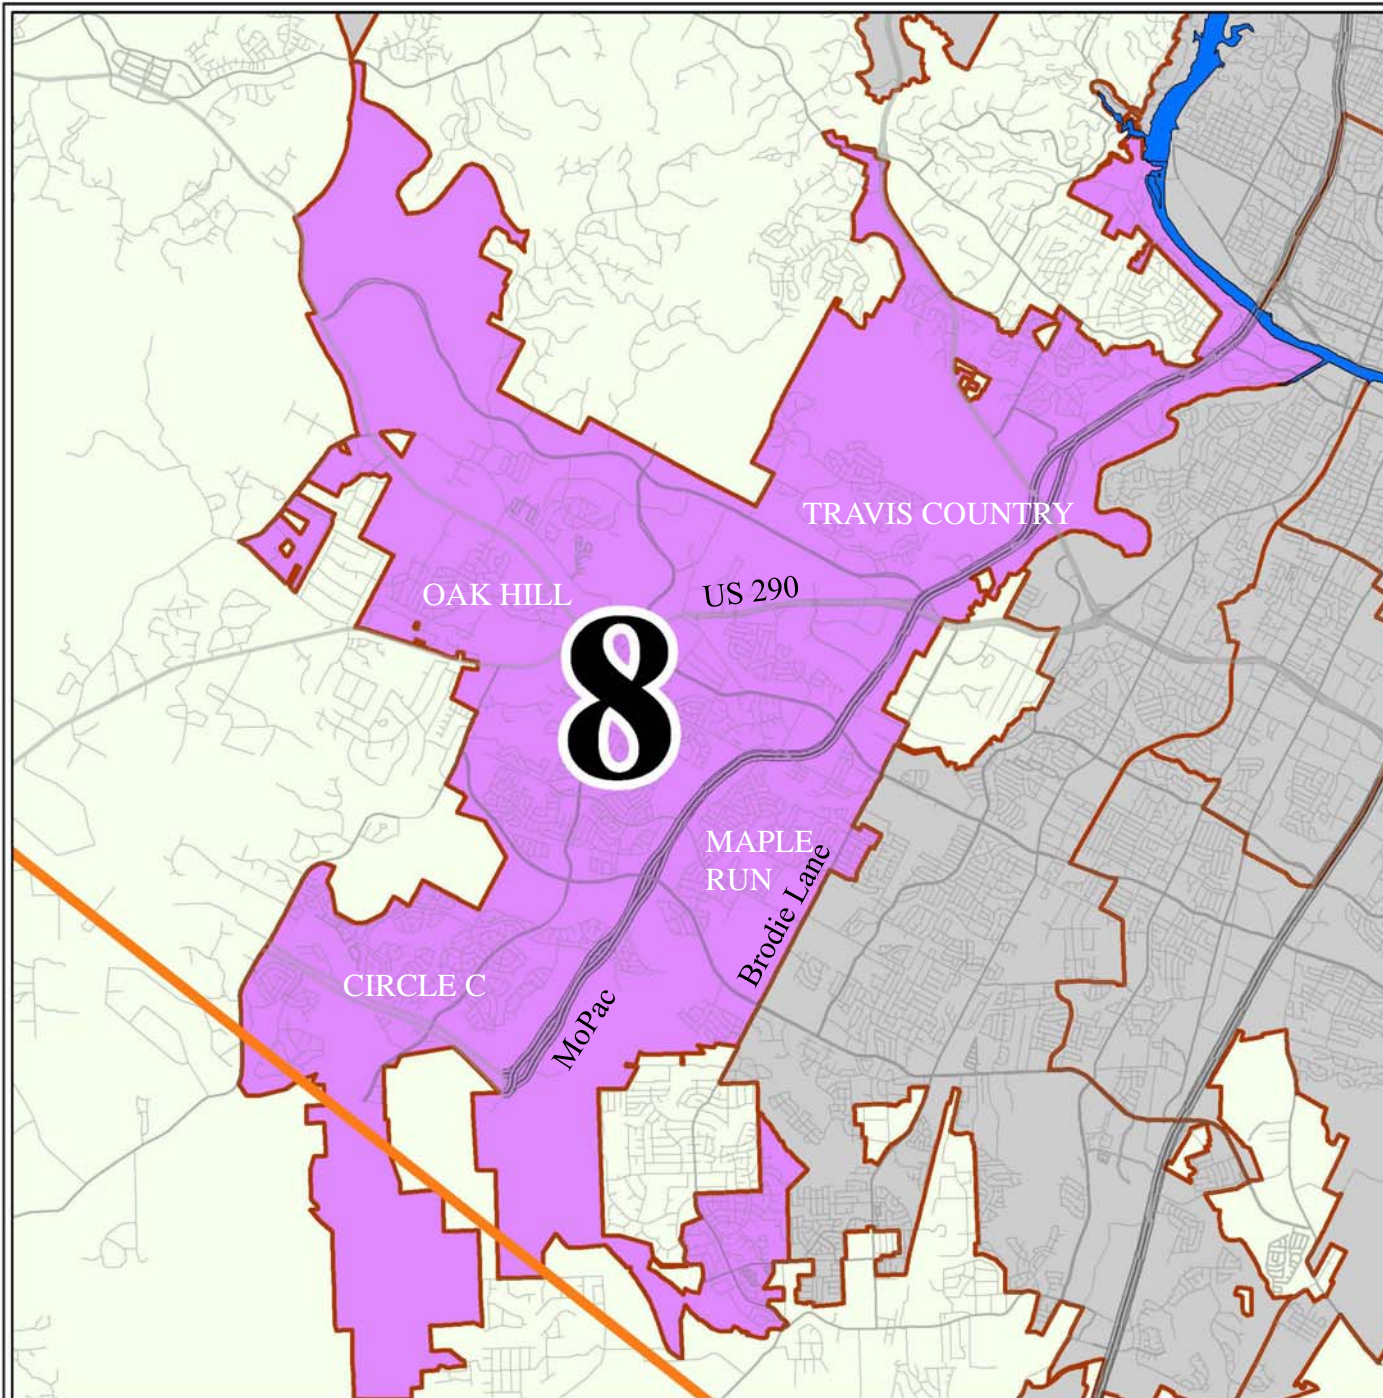 TRAVIS COUNTRY
OAK HILL
US 290
8
MAPLE
RUN
Brodie Lane
CIRCLE C
MoPac